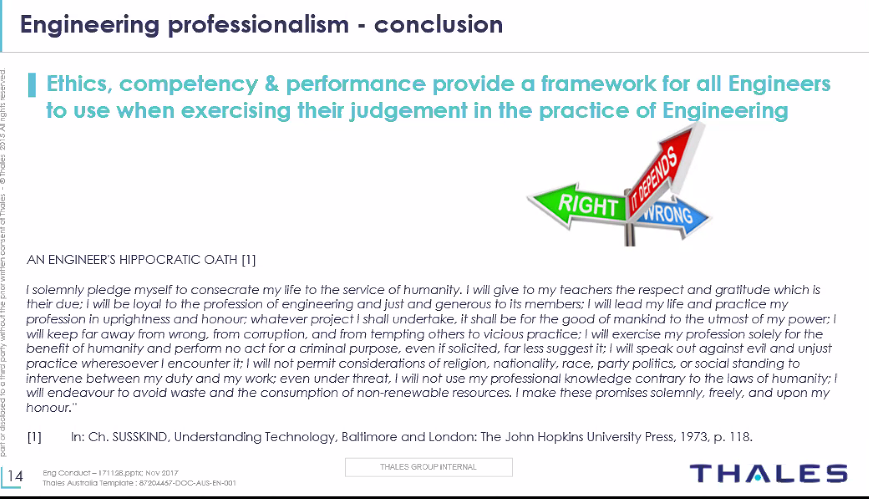 Engineering professionalism - conclusion
Ethics, competency & performance provide a framework for all Engineers
to use when exercising their judgement in the practice of Engineering
RIGHT
IT DEPENDS
WRONG
AN ENGINEER'S HIPPOCRATIC OATH [1]
I solemnly pledge myself to consecrate my life to the service of humanity. I will give to my teachers the respect and gratitude which is
their due; I will be loyal to the profession of engineering and just and generous to its members; I will lead my life and practice my
profession in uprightness and honour; whatever project I shall undertake, it shall be for the good of mankind to the utmost of my power; I
will keep far away from wrong, from corruption, and from tempting others to vicious practice; I will exercise my profession solely for the
benefit of humanity and perform no act for a criminal purpose, even if solicited, far less suggest it; I will speak out against evil and unjust
practice wheresoever I encounter it; I will not permit considerations of religion, nationality, race, party politics, or social standing to
intervene between my duty and my work; even under threat, I will not use my professional knowledge contrary to the laws of humanity; I
will endeavour to avoid waste and the consumption of non-renewable resources. I make these promises solemnly, freely, and upon my
honour."
[1] In: Ch. SUSSKIND, Understanding Technology, Baltimore and London: The John Hopkins University Press, 1973, p. 118.
part or disclosed to a third party without the prior written consent of Thales - © Thales 2015 All rights reserved.
14
Eng Conduct – 171128.pptx; Nov 2017
Thales Australia Template : 87204467-DOC-AUS-EN-001
THALES GROUP INTERNAL
THALES